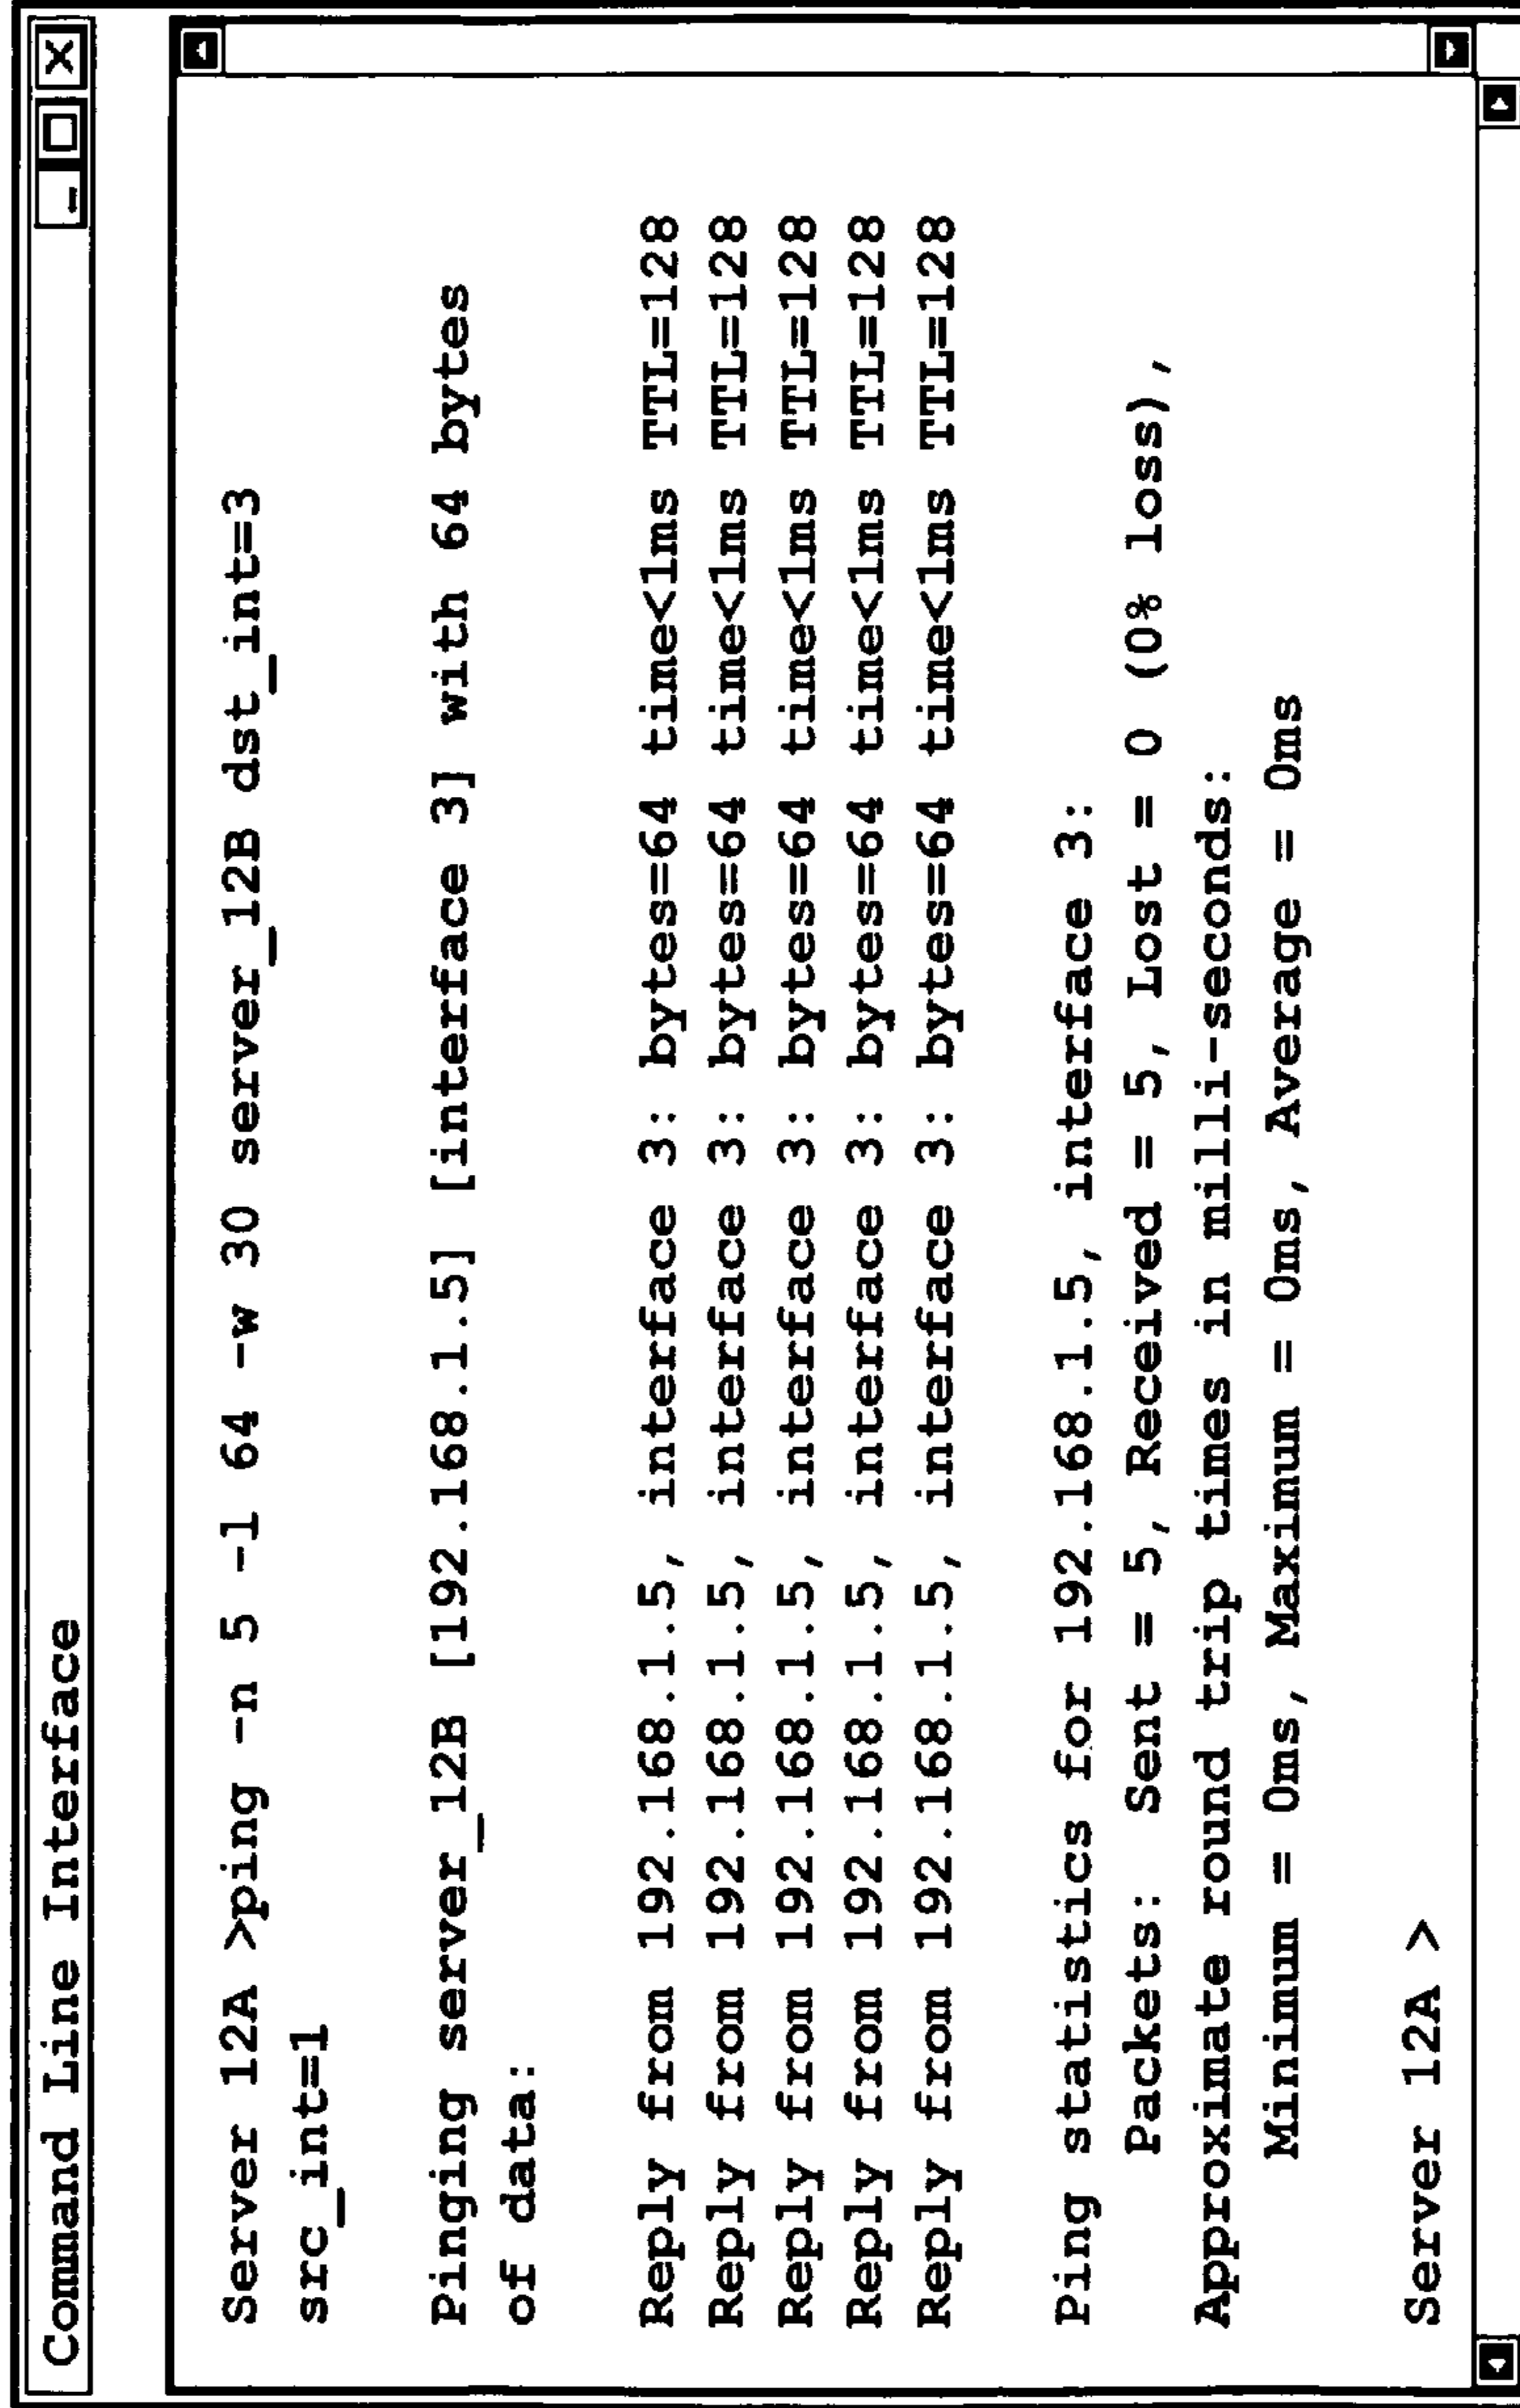 Command Line Interface
Server 12A >ping -n 5 -l 64 -w 30 server_12B dst_int=3
src_int=1
Pinging server_12B [192.168.1.5] [interface 3] with 64 bytes
of data:
Reply from 192.168.1.5, interface 3: bytes=64 time<1ms TTL=128
Reply from 192.168.1.5, interface 3: bytes=64 time<1ms TTL=128
Reply from 192.168.1.5, interface 3: bytes=64 time<1ms TTL=128
Reply from 192.168.1.5, interface 3: bytes=64 time<1ms TTL=128
Reply from 192.168.1.5, interface 3: bytes=64 time<1ms TTL=128
Ping statistics for 192.168.1.5, interface 3:
Packets: Sent = 5, Received = 5, Lost = 0 (0% loss),
Approximate round trip times in milli-seconds:
Minimum = 0ms, Maximum = 0ms, Average = 0ms
Server 12A >